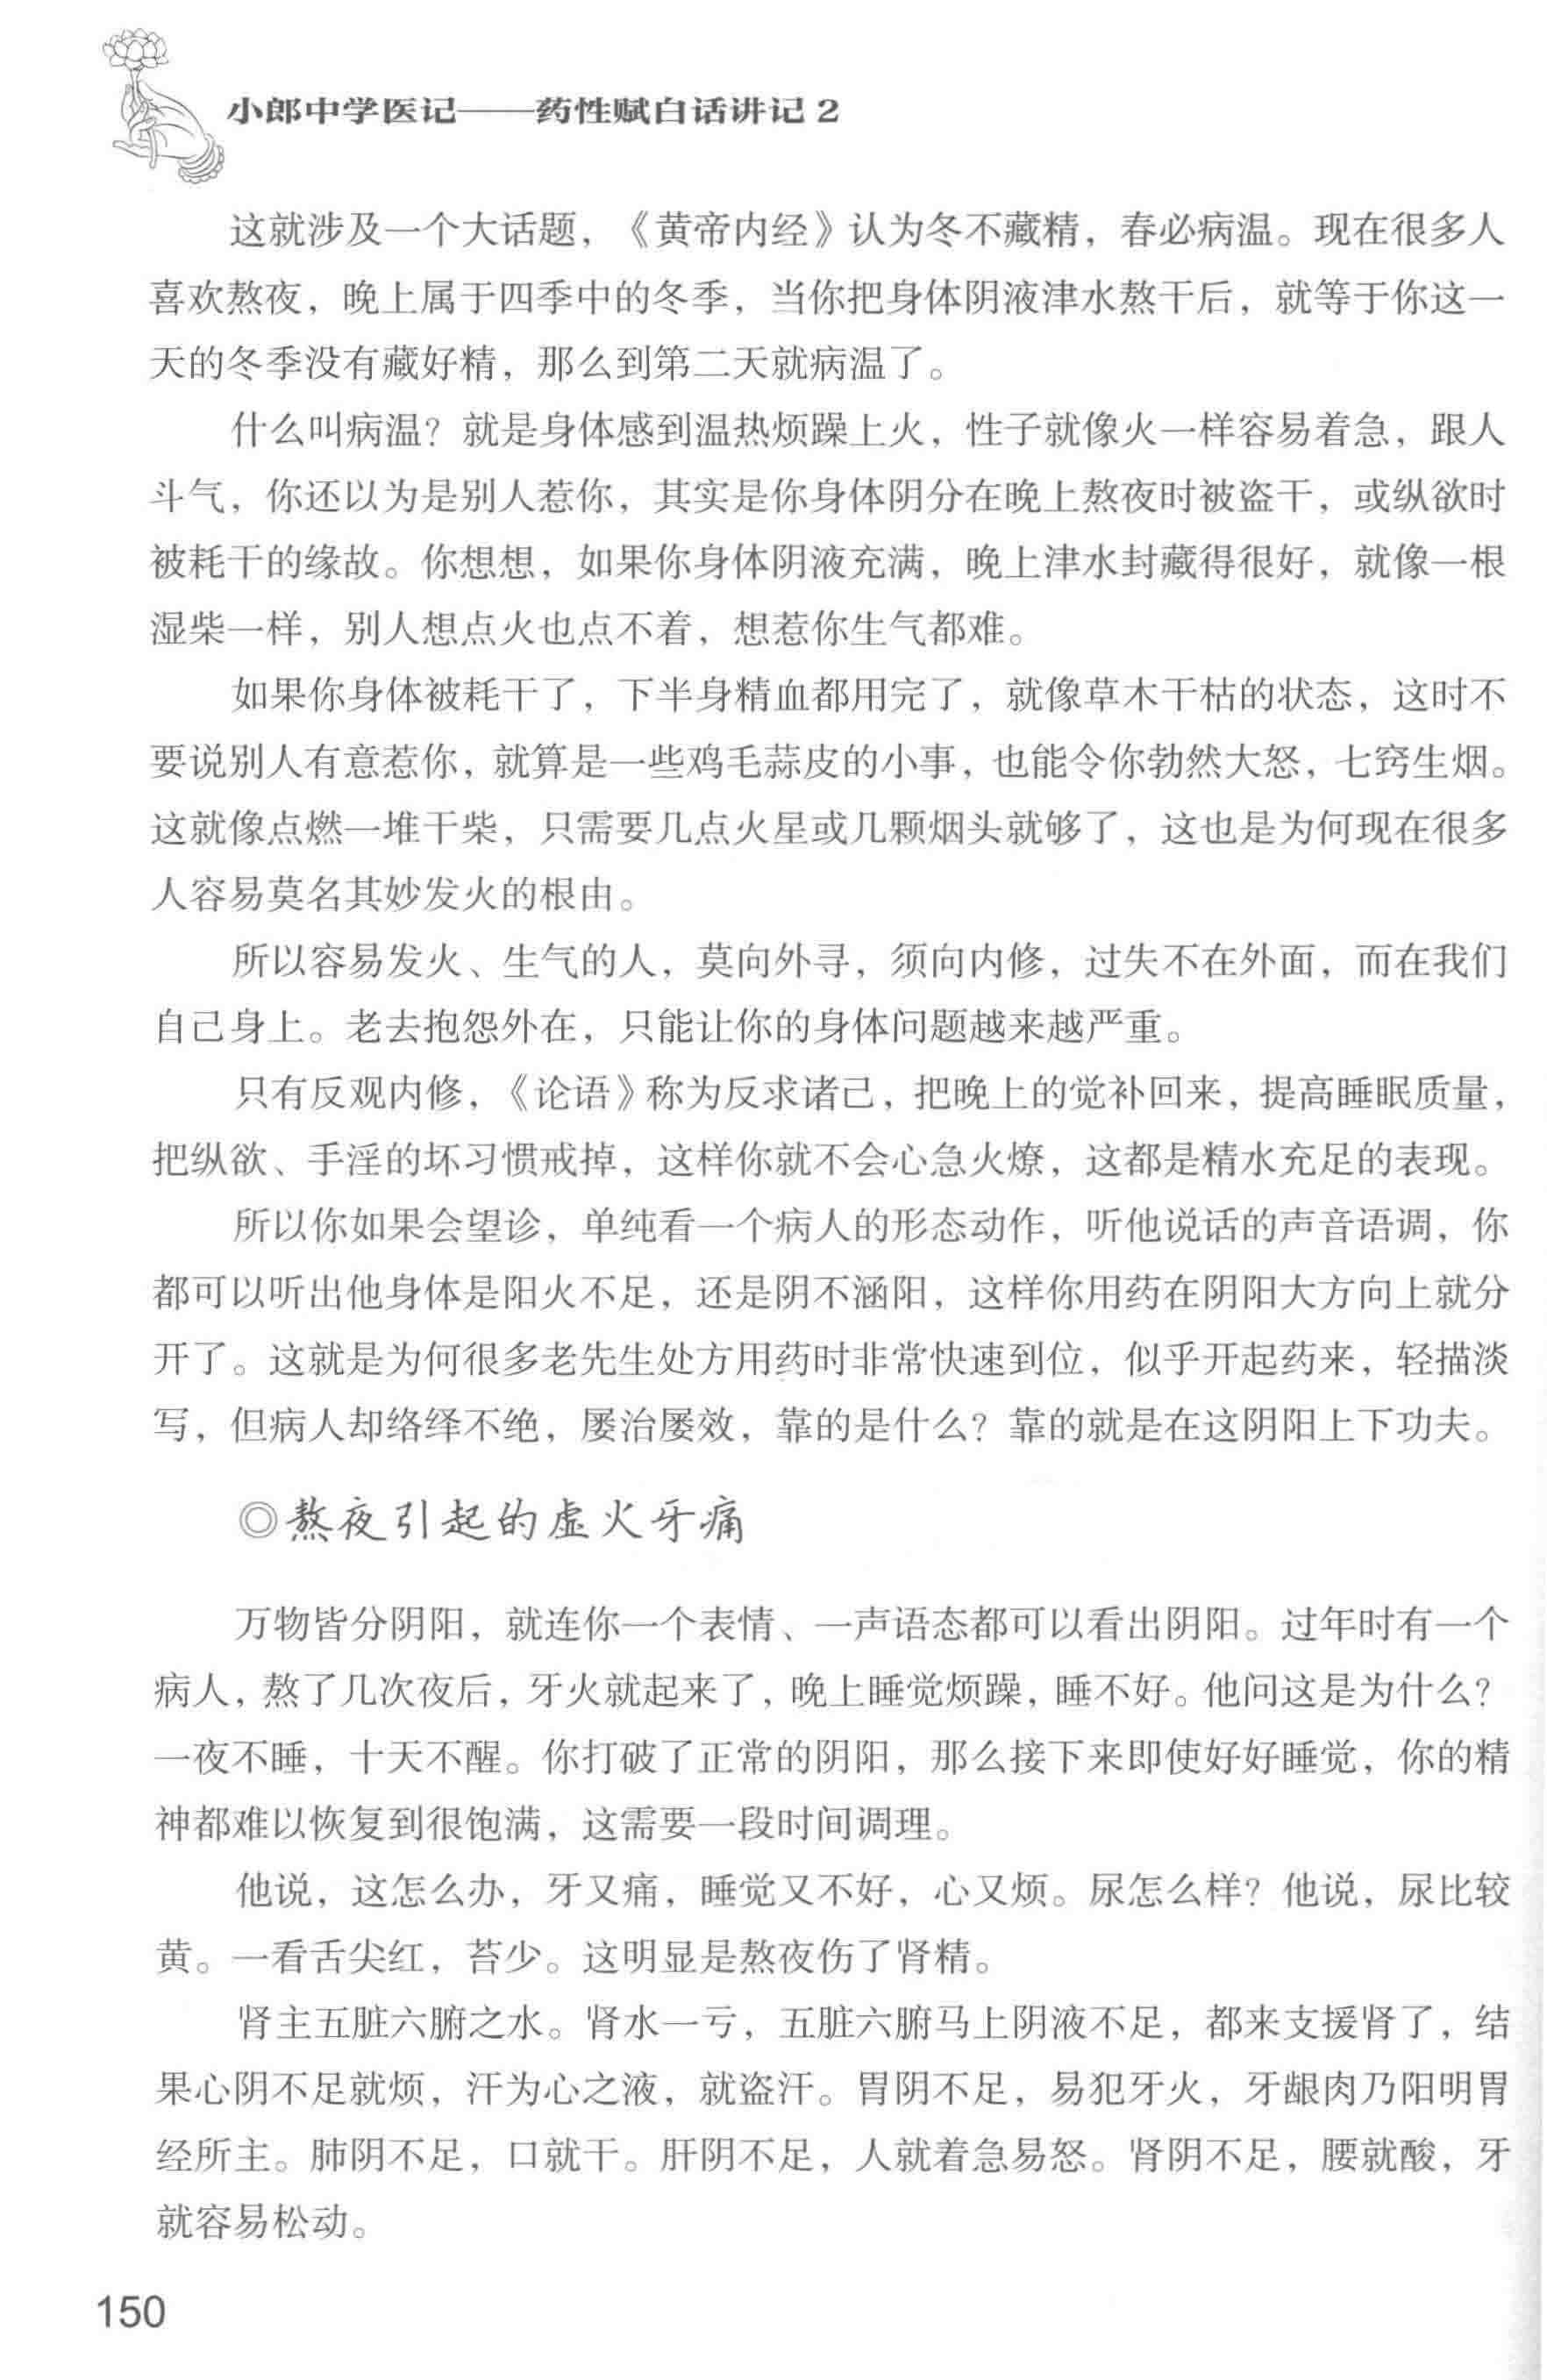 小郎中学医记——药性赋白话讲记 2
这就涉及一个大话题，《黄帝内经》认为冬不藏精，春必病温。现在很多人
喜欢熬夜，晚上属于四季中的冬季，当你把身体阴液津水熬干后，就等于你这一
天的冬季没有藏好精，那么到第二天就病温了。
什么叫病温？就是身体感到温热烦躁上火，性子就像火一样容易着急，跟人
斗气，你还以为是别人惹你，其实是你身体阴分在晚上熬夜时被盗干，或纵欲时
被耗干的缘故。你想想，如果你身体阴液充满，晚上津水封藏得很好，就像一根
湿柴一样，别人想点火也点不着，想惹你生气都难。
如果你身体被耗干了，下半身精血都用完了，就像草木干枯的状态，这时不
要说别人有意惹你，就算是一些鸡毛蒜皮的小事，也能令你勃然大怒，七窍生烟。
这就像点燃一堆干柴，只需要几点火星或几颗烟头就够了，这也是为何现在很多
人容易莫名其妙发火的根由。
所以容易发火、生气的人，莫向外寻，须向内修，过失不在外面，而在我们
自己身上。老去抱怨外在，只能让你的身体问题越来越严重。
只有反观内修，《论语》称为反求诸己，把晚上的觉补回来，提高睡眠质量，
把纵欲、手淫的坏习惯戒掉，这样你就不会心急火燎，这都是精水充足的表现。
所以你如果会望诊，单纯看一个病人的形态动作，听他说话的声音语调，你
都可以听出他身体是阳火不足，还是阴不涵阳，这样你用药在阴阳大方向上就分
开了。这就是为何很多老先生处方用药时非常快速到位，似乎开起药来，轻描淡
写，但病人却络绎不绝，屡治屡效，靠的是什么？靠的就是在这阴阳上下功夫。
◎熬夜引起的虚火牙痛
万物皆分阴阳，就连你一个表情、一声语态都可以看出阴阳。过年时有一个
病人，熬了几次夜后，牙火就起来了，晚上睡觉烦躁，睡不好。他问这是为什么？
一夜不睡，十天不醒。你打破了正常的阴阳，那么接下来即使好好睡觉，你的精
神都难以恢复到很饱满，这需要一段时间调理。
他说，这怎么办，牙又痛，睡觉又不好，心又烦。尿怎么样？他说，尿比较
黄。一看舌尖红，苔少。这明显是熬夜伤了肾精。
肾主五脏六腑之水。肾水一亏，五脏六腑马上阴液不足，都来支援肾了，结
果心阴不足就烦，汗为心之液，就盗汗。胃阴不足，易犯牙火，牙龈肉乃阳明胃
经所主。肺阴不足，口就干。肝阴不足，人就着急易怒。肾阴不足，腰就酸，牙
就容易松动。
150